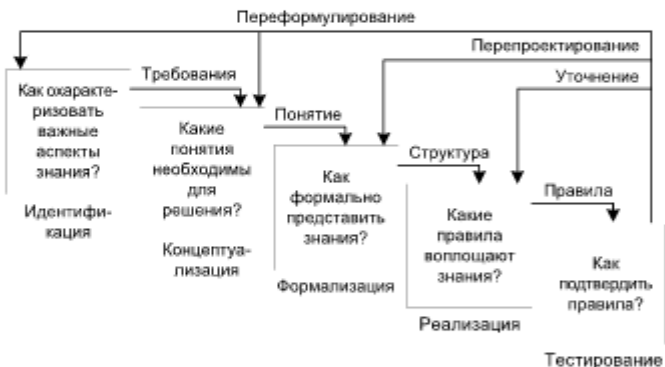 Переформулирование
Перепроектирование
Уточнение
Требования
Как охаракте-
ризовать
важные
аспекты
знания?
Идентифи-
кация
Понятие
Какие
понятия
необходимы
для
решения?
Концептуа-
лизация
Структура
Как
формально
представить
знания?
Формализация
Правила
Какие
правила
воплощают
знания?
Реализация
Как
подтвердить
правила?
Тестирование